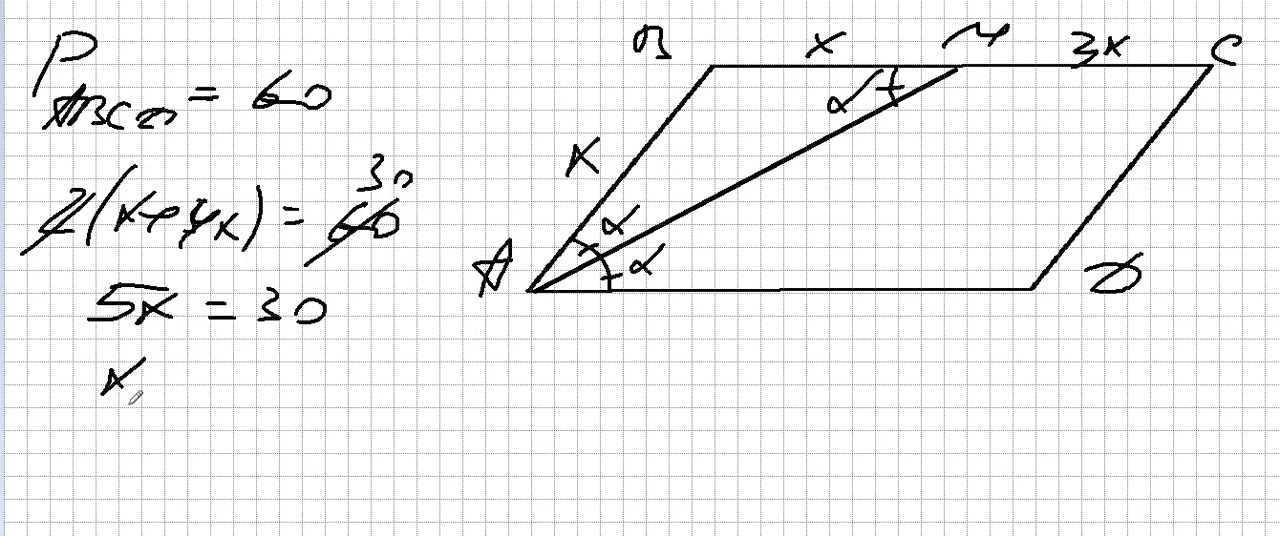 P ABCD = 60
2(x+4x) = 60 30
5x = 30
x
B x M 3x C
α
x
α
A α D